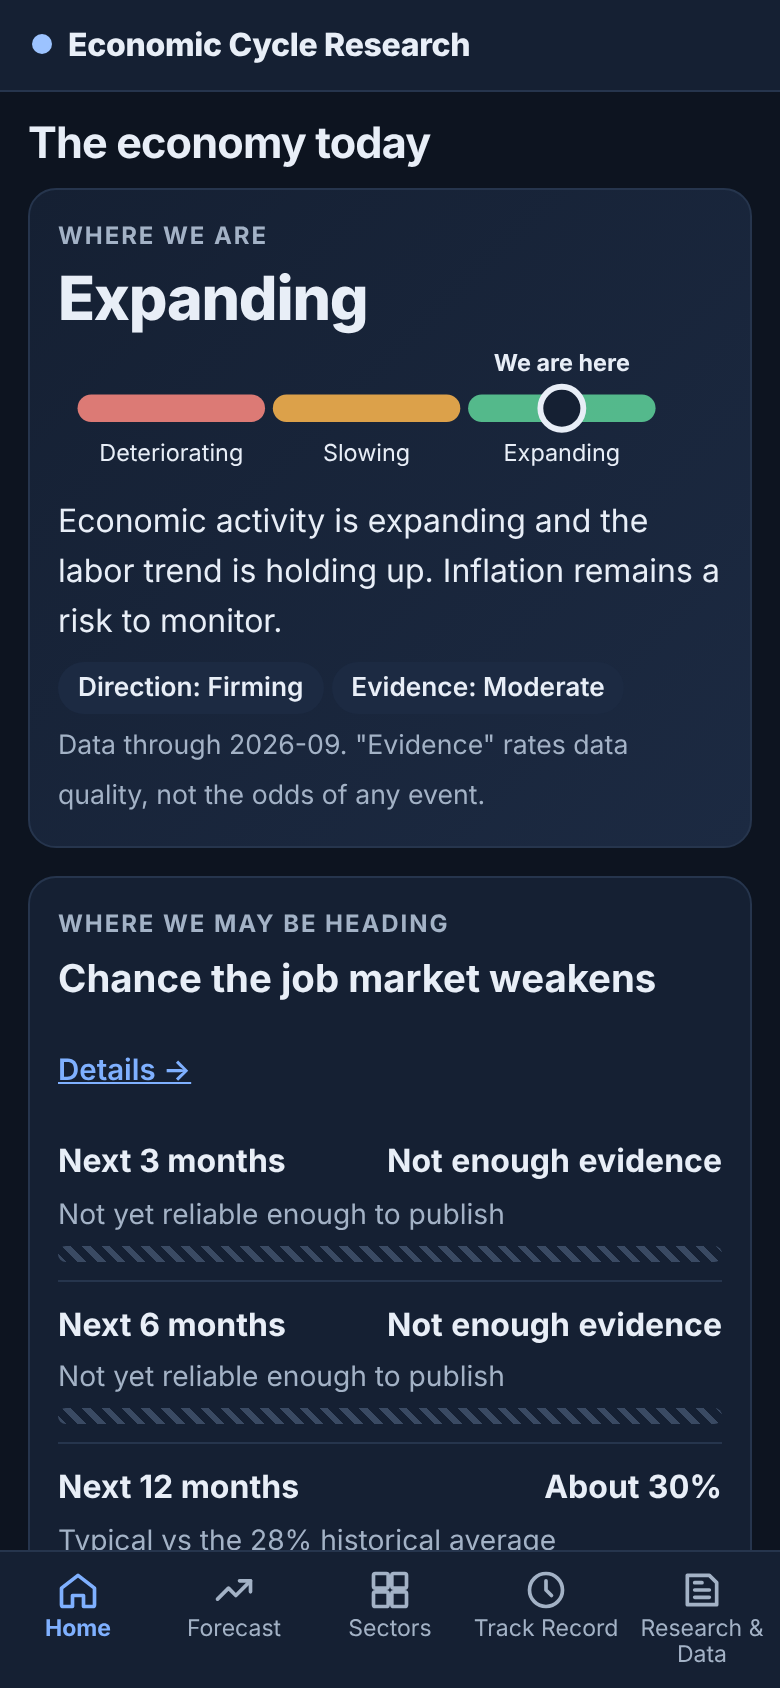 Economic Cycle Research
The economy today
WHERE WE ARE
Expanding
We are here
Deteriorating
Slowing
Expanding
Economic activity is expanding and the
labor trend is holding up. Inflation remains a
risk to monitor.
Direction: Firming
Evidence: Moderate
Data through 2026-09. "Evidence" rates data
quality, not the odds of any event.
WHERE WE MAY BE HEADING
Chance the job market weakens
Details →
Next 3 months
Not enough evidence
Not yet reliable enough to publish
Next 6 months
Not enough evidence
Not yet reliable enough to publish
Next 12 months
About 30%
Typical vs the 28% historical average
Home
Forecast
Sectors
Track Record
Research &
Data